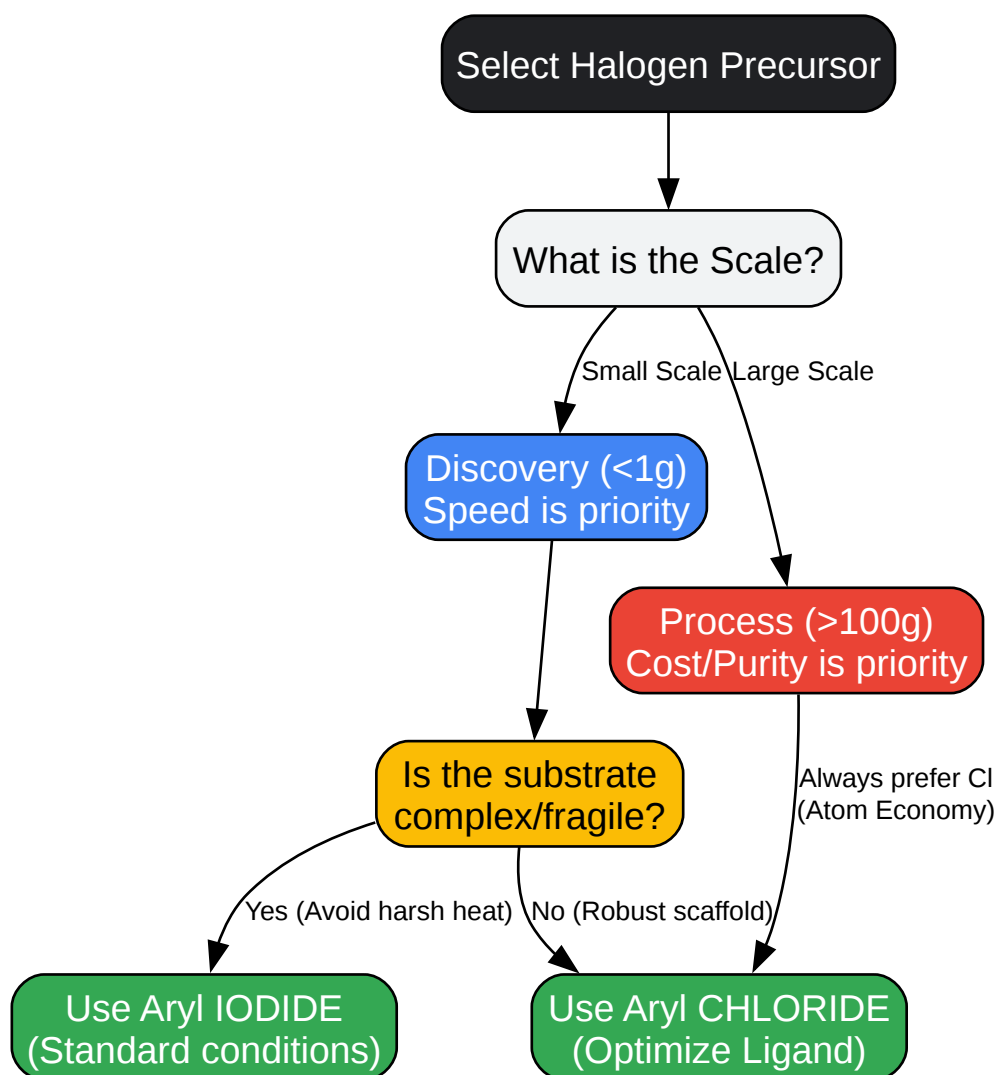 Select Halogen Precursor
What is the Scale?
Small Scale
Large Scale
Discovery (<1g)
Speed is priority
Process (>100g)
Cost/Purity is priority
Is the substrate
complex/fragile?
Always prefer Cl
(Atom Economy)
Yes (Avoid harsh heat)
No (Robust scaffold)
Use Aryl IODIDE
(Standard conditions)
Use Aryl CHLORIDE
(Optimize Ligand)